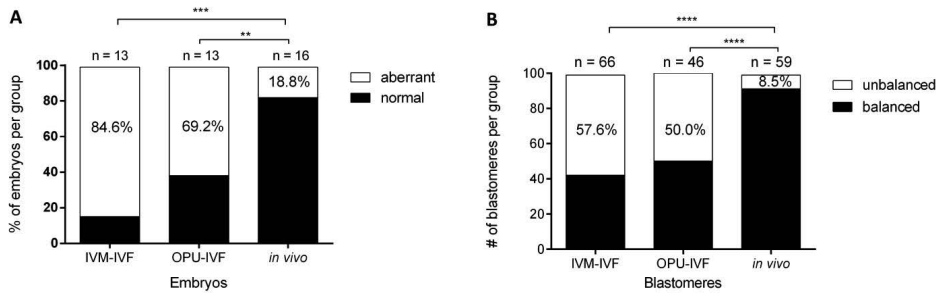 A
***
**
n = 13 n = 13 n = 16
% of embryos per group
100
80
60
40
20
0
84.6% 69.2% 18.8%
aberrant
normal
IVM-IVF OPU-IVF in vivo
Embryos
B
****
****
n = 66 n = 46 n = 59
# of blastomeres per group
100
80
60
40
20
0
57.6% 50.0% 8.5%
unbalanced
balanced
IVM-IVF OPU-IVF in vivo
Blastomeres